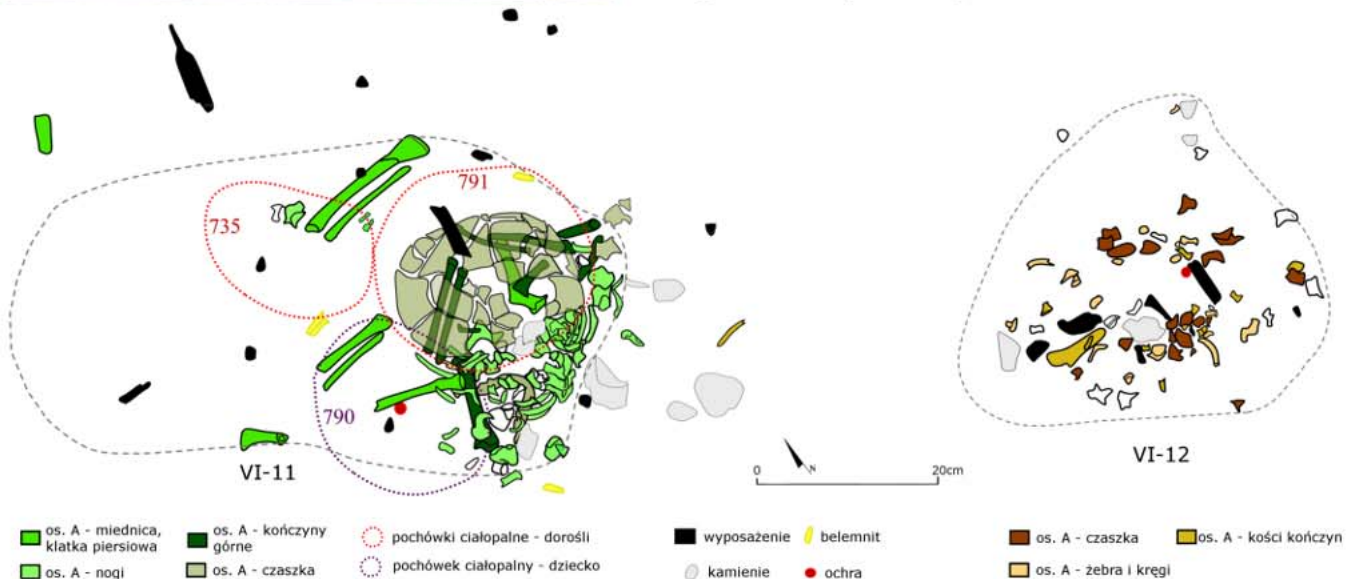 791
735
790
VI-11
N
0 20cm
VI-12
os. A - miednica,
klatka piersiowa
os. A - nogi
os. A - kończyny
górne
os. A - czaszka
pochówki ciałopalne - dorośli
pochówek ciałopalny - dziecko
wyposażenie
kamienie
belemnit
ochra
os. A - czaszka
os. A - kości kończyn
os. A - żebra i kręgi